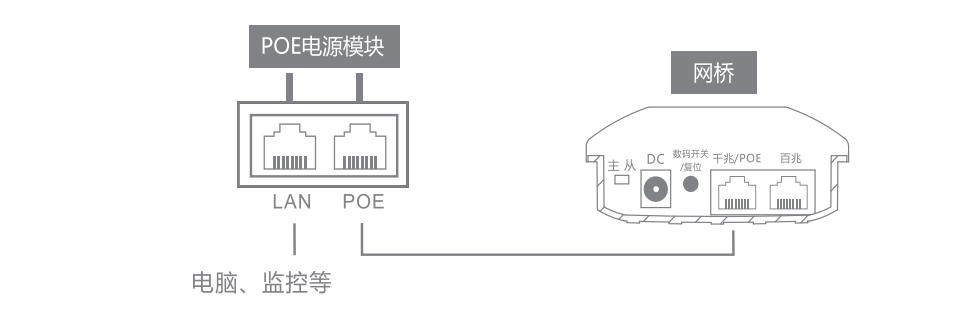 POE电源模块
网桥
主 从
DC
数码开关
/复位
千兆/POE
百兆
LAN
POE
电脑、监控等